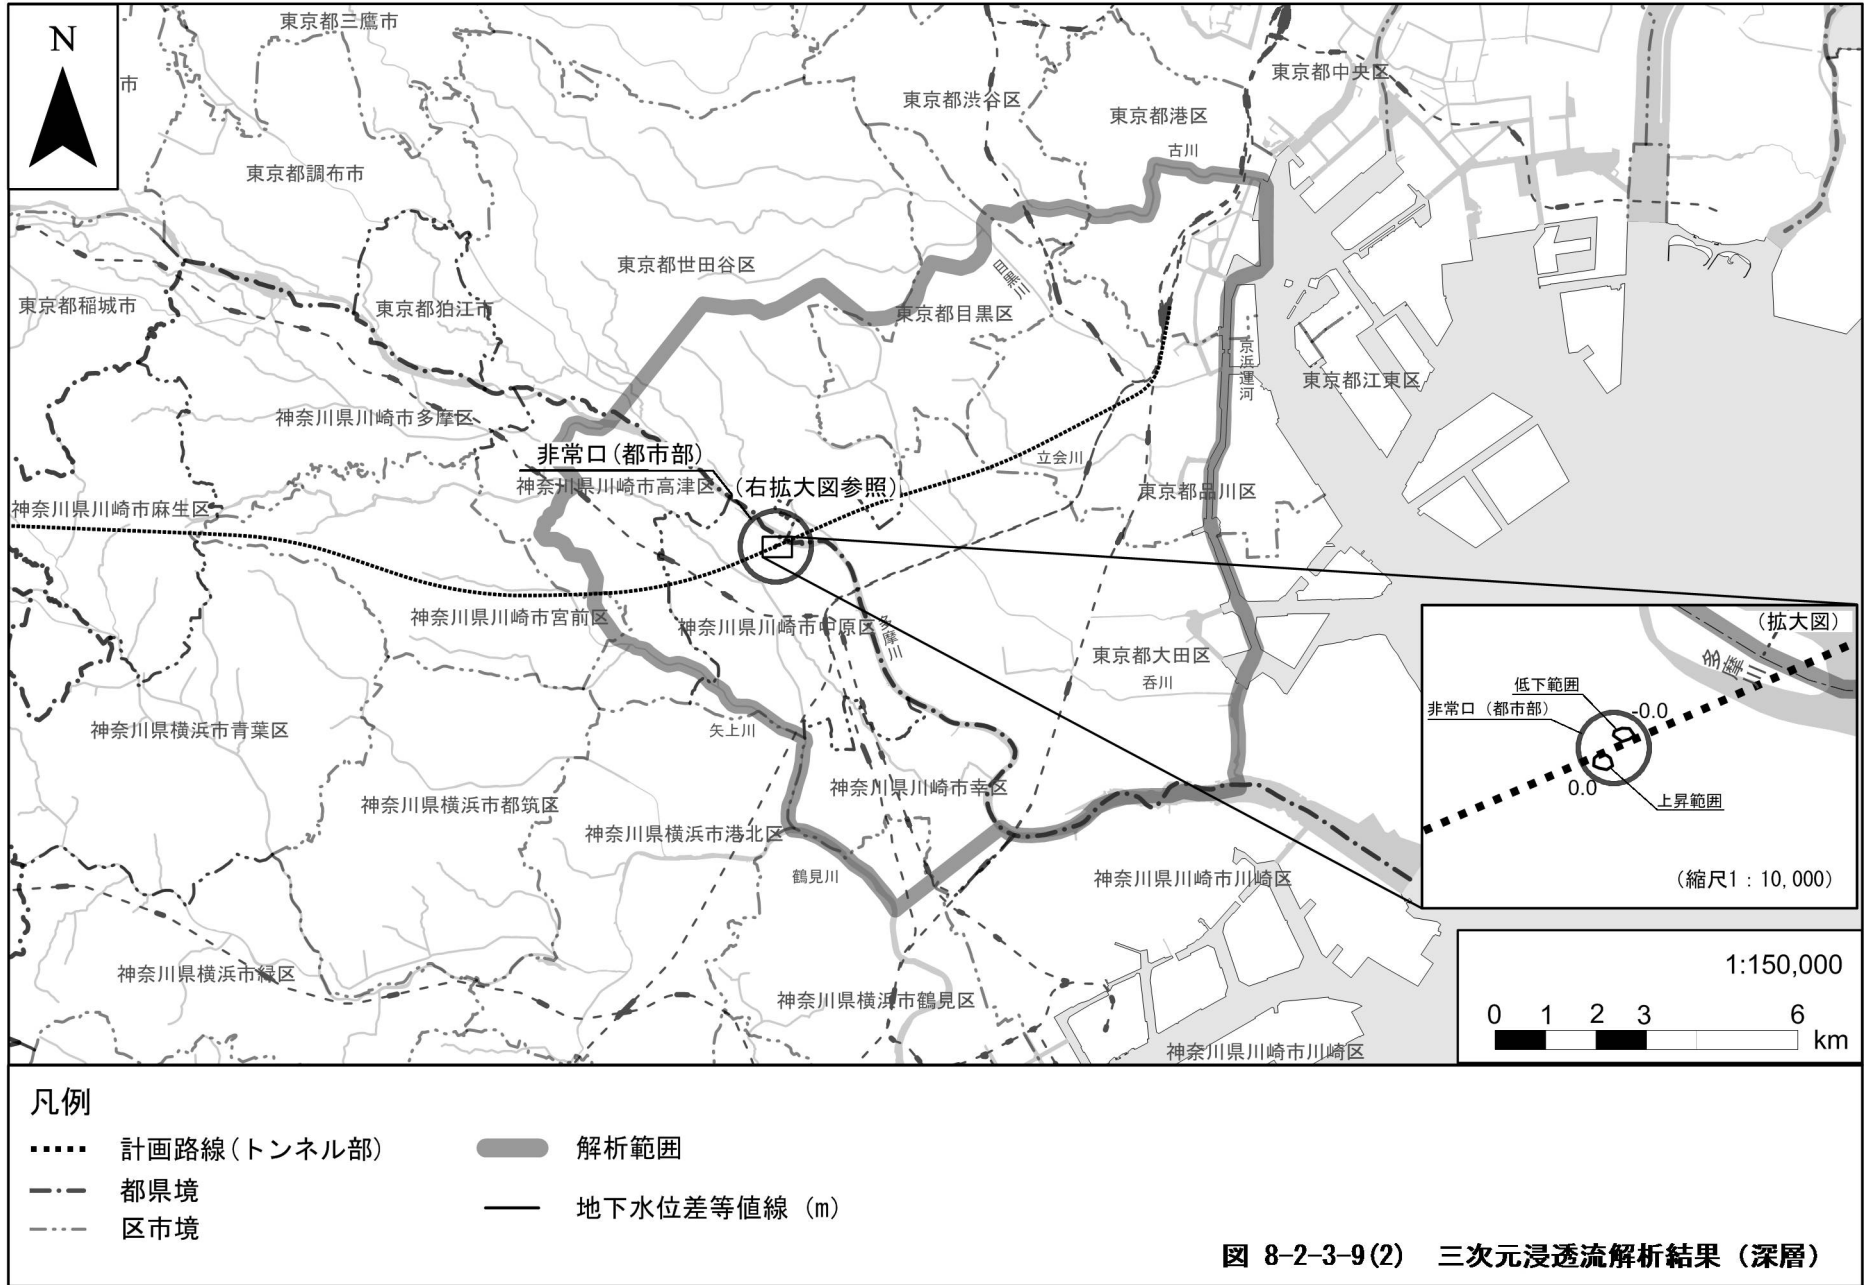 N
市
東京都三鷹市
東京都中央区
東京都渋谷区
東京都港区
古川
東京都調布市
東京都世田谷区
目黒川
東京都稲城市
東京都狛江市
東京都目黒区
京浜運河
東京都江東区
神奈川県川崎市多摩区
非常口(都市部)
立会川
神奈川県川崎市高津区
(右拡大図参照)
東京都品川区
神奈川県川崎市麻生区
神奈川県川崎市宮前区
神奈川県川崎市中原区
多摩川
東京都大田区
呑川
神奈川県横浜市青葉区
矢上川
神奈川県川崎市幸区
神奈川県横浜市都筑区
神奈川県横浜市港北区
鶴見川
神奈川県川崎市川崎区
神奈川県横浜市緑区
神奈川県横浜市鶴見区
神奈川県川崎市川崎区
(拡大図)
多摩川
低下範囲
非常口(都市部)
-0.0
0.0
上昇範囲
(縮尺1:10,000)
1:150,000
0 1 2 3 6
km
凡例
計画路線(トンネル部)
解析範囲
都県境
地下水位差等値線 (m)
区市境
図 8-2-3-9(2) 三次元浸透流解析結果(深層)